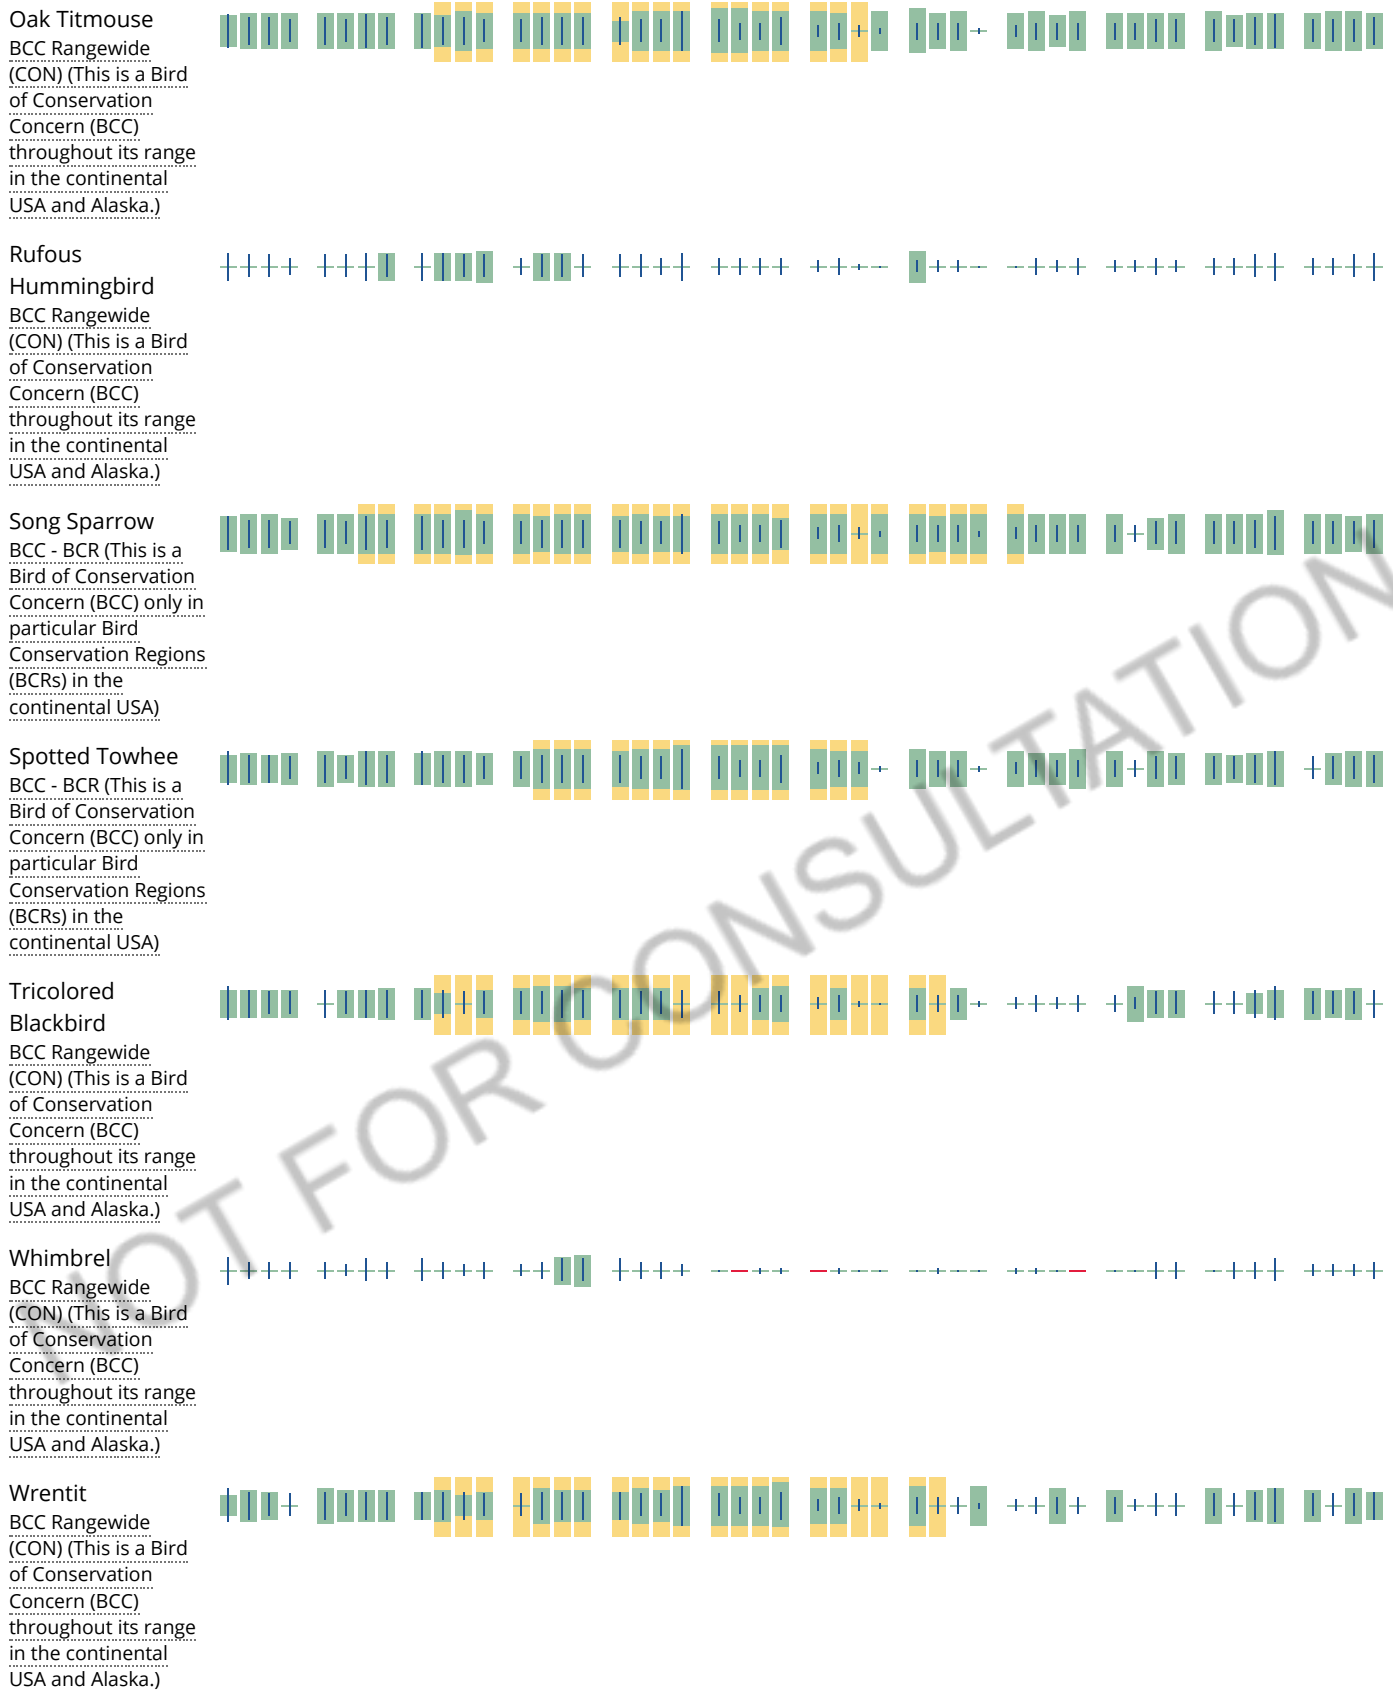 Oak Titmouse
BCC Rangewide
(CON) (This is a Bird
of Conservation
Concern (BCC)
throughout its range
in the continental
USA and Alaska.)
Rufous
Hummingbird
BCC Rangewide
(CON) (This is a Bird
of Conservation
Concern (BCC)
throughout its range
in the continental
USA and Alaska.)
Song Sparrow
BCC - BCR (This is a
Bird of Conservation
Concern (BCC) only in
particular Bird
Conservation Regions
(BCRs) in the
continental USA)
Spotted Towhee
BCC - BCR (This is a
Bird of Conservation
Concern (BCC) only in
particular Bird
Conservation Regions
(BCRs) in the
continental USA)
Tricolored
Blackbird
BCC Rangewide
(CON) (This is a Bird
of Conservation
Concern (BCC)
throughout its range
in the continental
USA and Alaska.)
Whimbrel
BCC Rangewide
(CON) (This is a Bird
of Conservation
Concern (BCC)
throughout its range
in the continental
USA and Alaska.)
Wrentit
BCC Rangewide
(CON) (This is a Bird
of Conservation
Concern (BCC)
throughout its range
in the continental
USA and Alaska.)
NOT FOR CONSULTATION